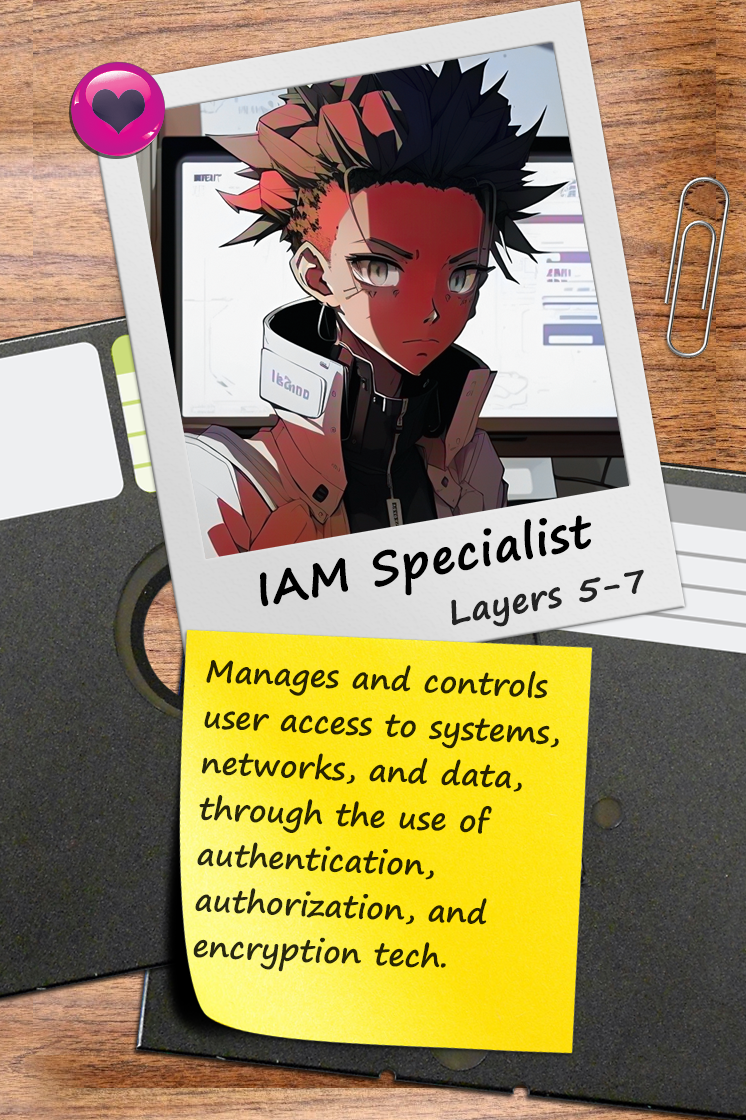 IAM Specialist
Layers 5-7
Manages and controls
user access to systems,
networks, and data,
through the use of
authentication,
authorization, and
encryption tech.